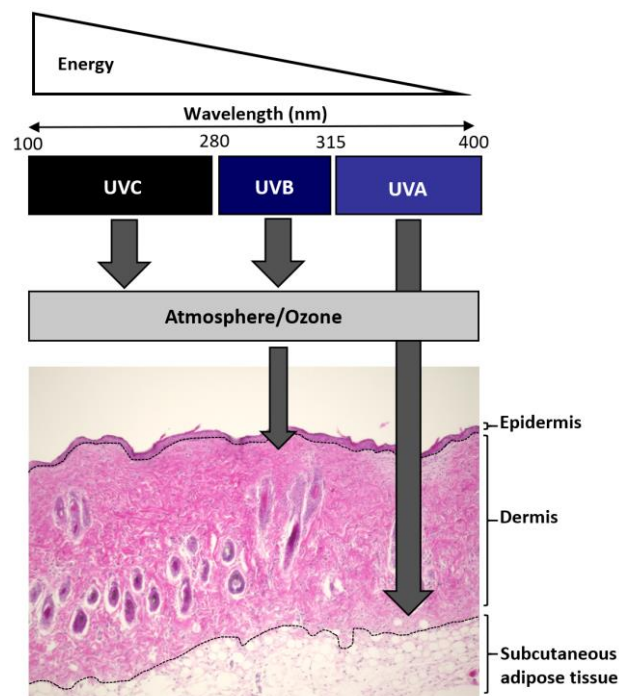 Energy
Wavelength (nm)
100 280 315 400
UVC UVB UVA
Atmosphere/Ozone
Epidermis
Dermis
Subcutaneous
adipose tissue